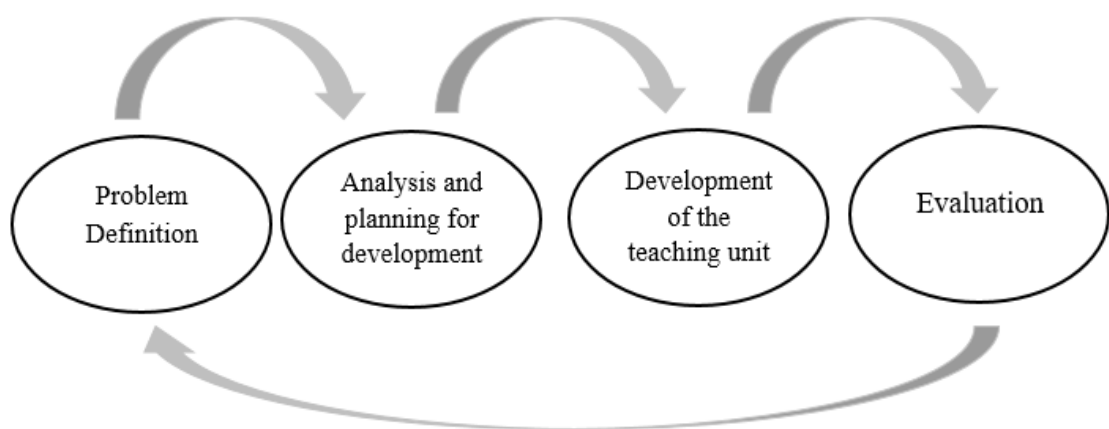 Problem
Definition
Analysis and
planning for
development
Development
of the
teaching unit
Evaluation